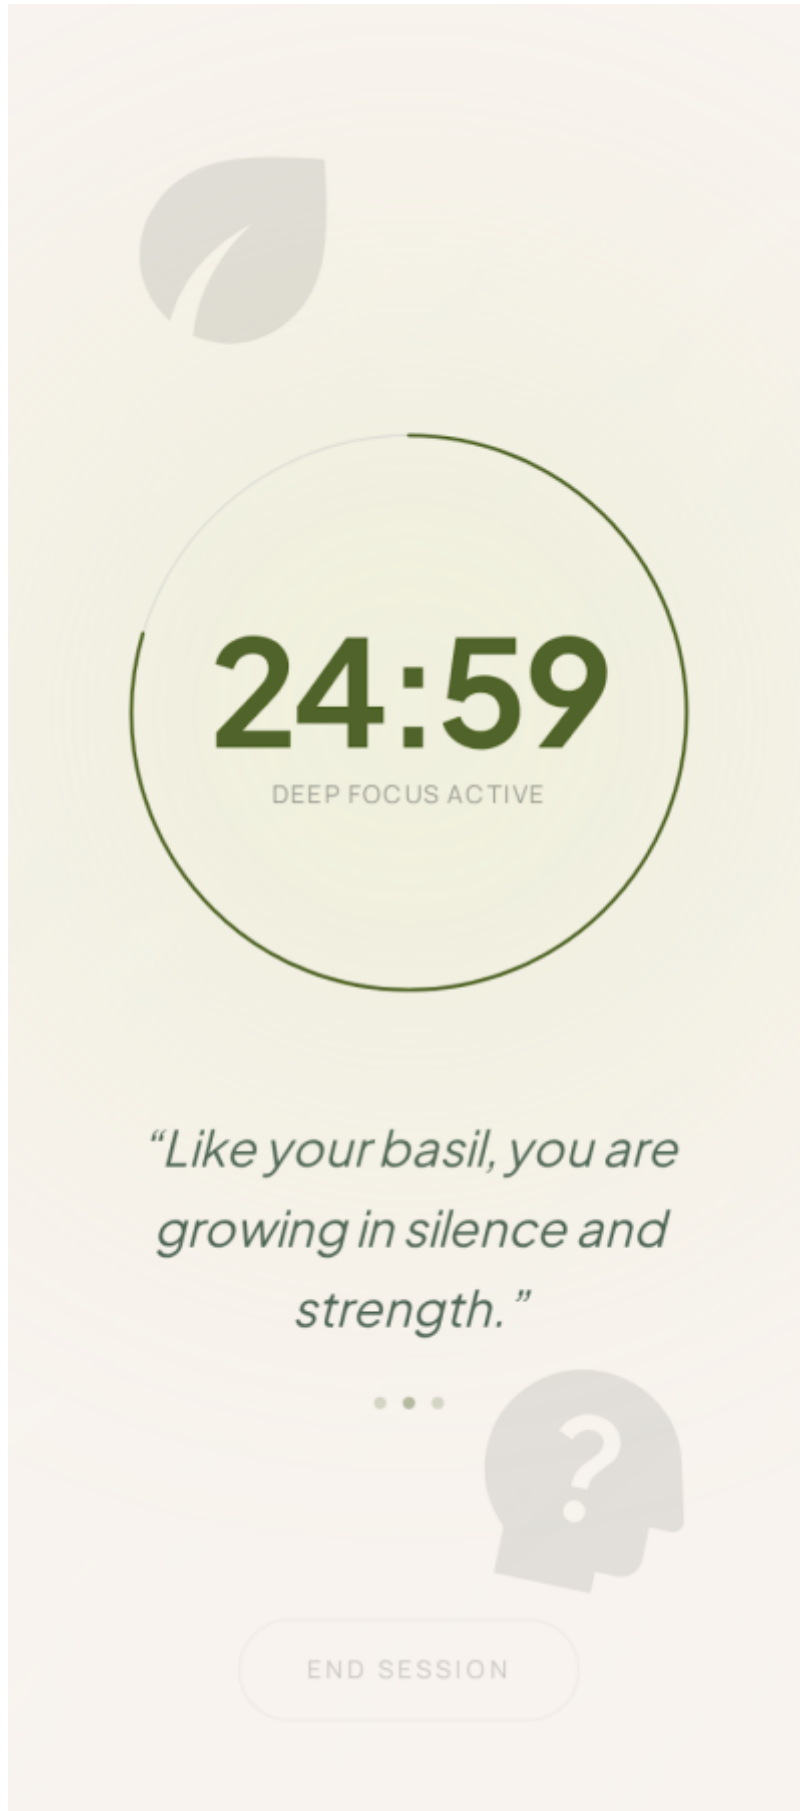 24:59
DEEP FOCUS ACTIVE
“Like your basil, you are
growing in silence and
strength.”
?
END SESSION